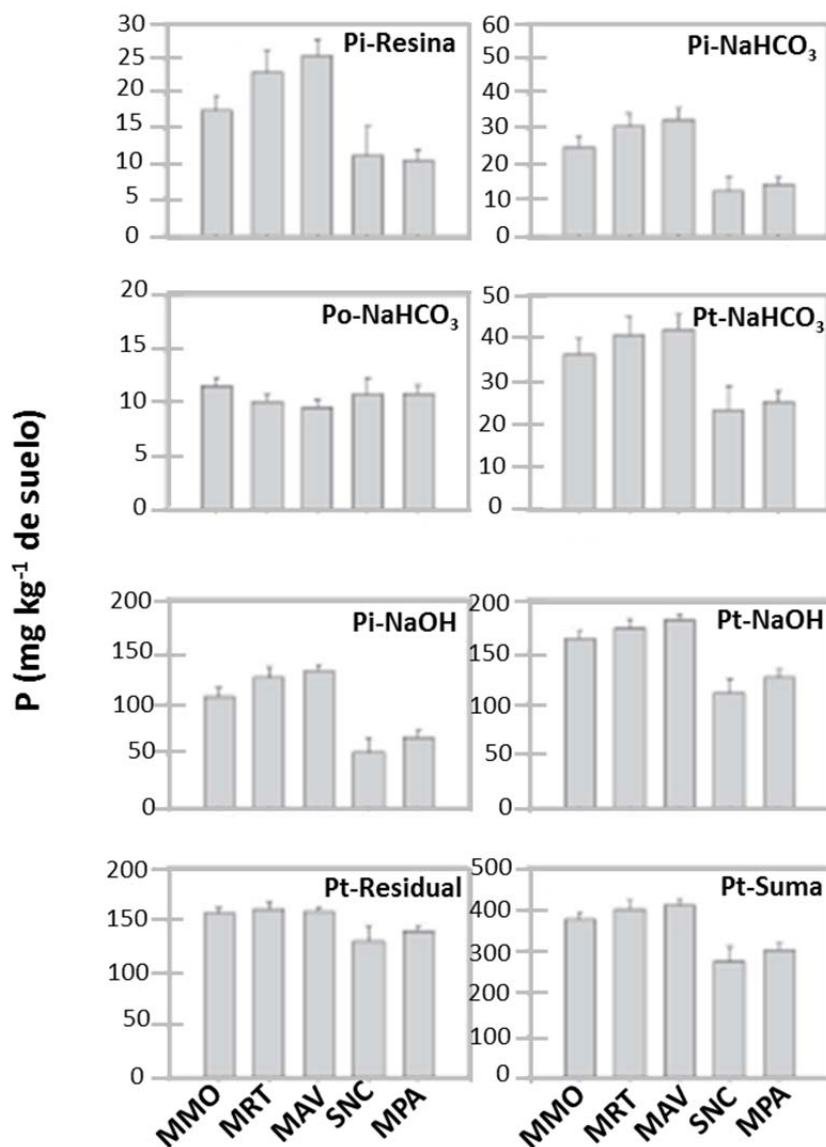 P (mg kg⁻¹ de suelo)
Pi-Resina
30
25
20
15
10
5
0
Pi-NaHCO₃
60
50
40
30
20
10
0
Po-NaHCO₃
20
15
10
5
0
Pt-NaHCO₃
50
40
30
20
10
0
Pi-NaOH
200
150
100
50
0
Pt-NaOH
200
150
100
50
0
Pt-Residual
200
150
100
50
0
Pt-Suma
500
400
300
200
100
0
MMO
MRT
MAV
SNC
MPA
MMO
MRT
MAV
SNC
MPA